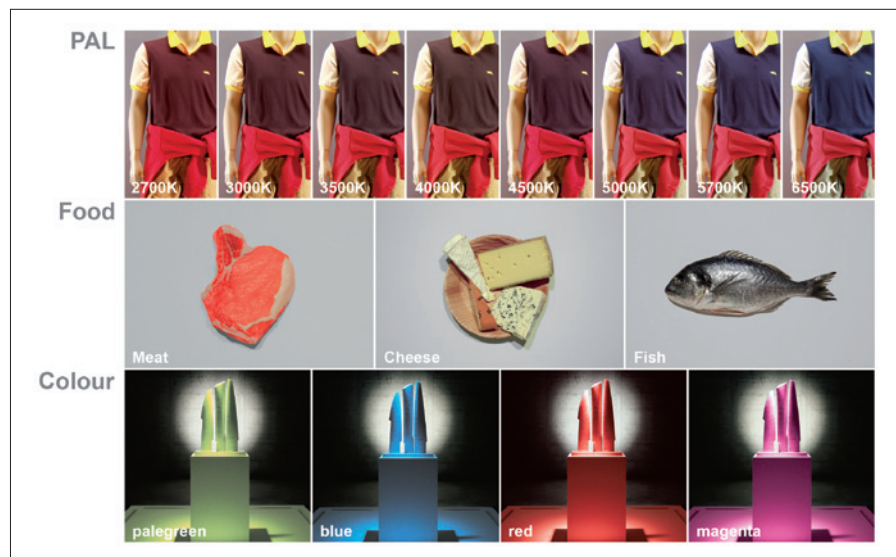 PAL
2700K 3000K 3500K 4000K 4500K 5000K 5700K 6500K
Food
Meat Cheese Fish
Colour
palegreen blue red magenta